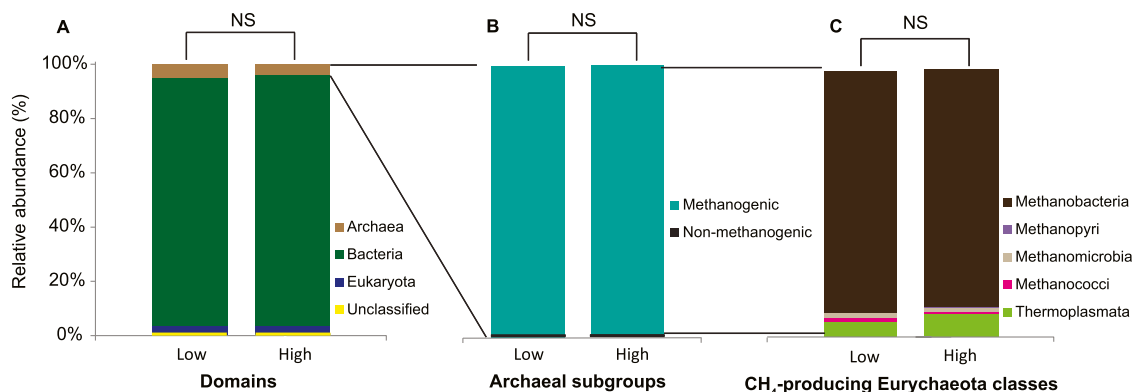 A
NS
B
NS
C
NS
Relative abundance (%)
100%
80%
60%
40%
20%
0%
Archaea
Bacteria
Eukaryota
Unclassified
Low
High
Domains
Methanogenic
Non-methanogenic
Low
High
Archaeal subgroups
Methanobacteria
Methanopyri
Methanomicrobia
Methanococci
Thermoplasmata
Low
High
CH₄-producing Eurychaeota classes